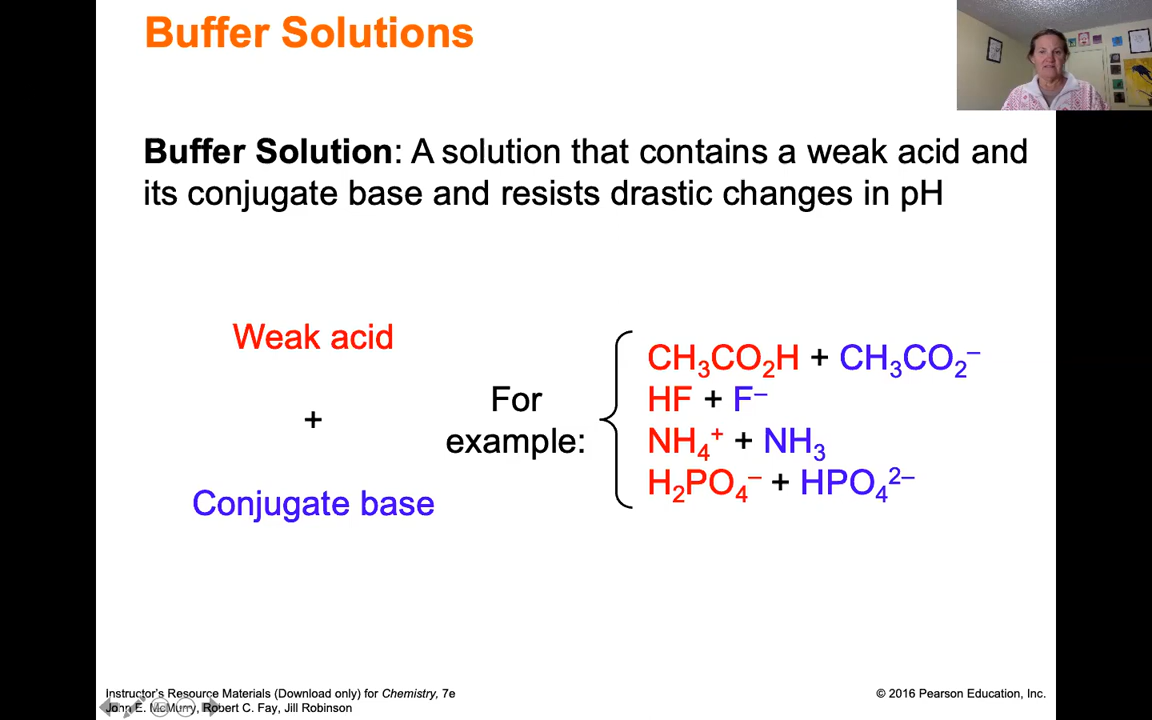 Buffer Solutions
Buffer Solution: A solution that contains a weak acid and
its conjugate base and resists drastic changes in pH
Weak acid
+
Conjugate base
For
example:
CH₃CO₂H + CH₃CO₂⁻
HF + F⁻
NH₄⁺ + NH₃
H₂PO₄⁻ + HPO₄²⁻
Instructor's Resource Materials (Download only) for Chemistry, 7e
John E. McMurry, Robert C. Fay, Jill Robinson
© 2016 Pearson Education, Inc.